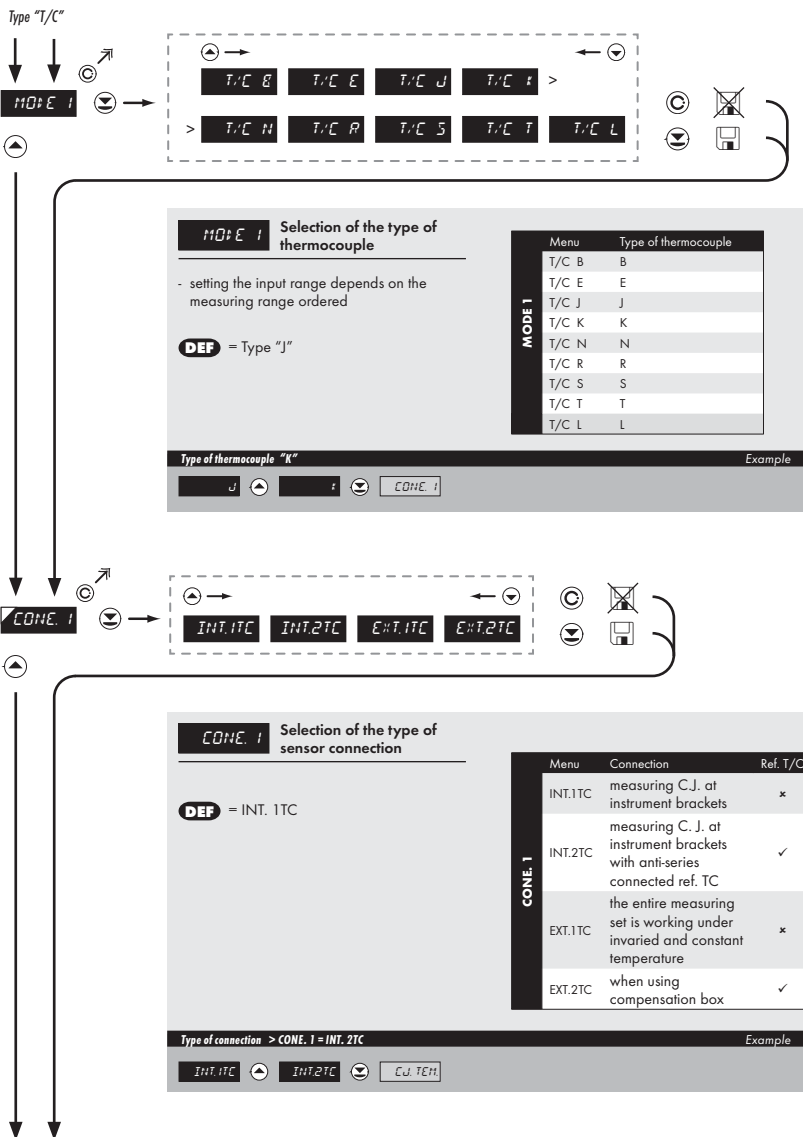 Type "T/C"
MODE 1
T/C B T/C E T/C J T/C K >
> T/C N T/C R T/C S T/C T T/C L
MODE 1
Selection of the type of
thermocouple
- setting the input range depends on the
measuring range ordered
DEF = Type "J"
MODE 1
Menu Type of thermocouple
T/C B B
T/C E E
T/C J J
T/C K K
T/C N N
T/C R R
T/C S S
T/C T T
T/C L L
Type of thermocouple "K" Example
J K CONE. 1
CONE. 1
INT.1TC INT.2TC EXT.1TC EXT.2TC
CONE. 1
Selection of the type of
sensor connection
DEF = INT. 1TC
CONE. 1
Menu Connection Ref. T/C
INT.1TC measuring C.J. at
instrument brackets ×
INT.2TC measuring C. J. at
instrument brackets
with anti-series
connected ref. TC ✓
EXT.1TC the entire measuring
set is working under
invaried and constant
temperature ×
EXT.2TC when using
compensation box ✓
Type of connection > CONE. 1 = INT. 2TC Example
INT.1TC INT.2TC CJ. TEM.